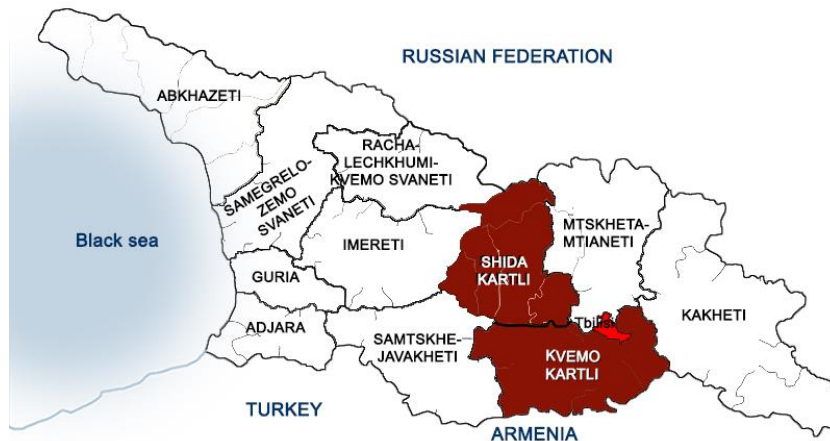 RUSSIAN FEDERATION
ABKHAZETI
RACHA-
LECHKHUMI-
KVEMO SVANETI
SAMEGRELO-
ZEMO
SVANETI
MTSKHETA-
MTIANETI
Black sea
IMERETI
SHIDA
KARTLI
GURIA
KAKHETI
ADJARA
Tbilisi
SAMTSKHE-
JAVAKHETI
KVEMO
KARTLI
TURKEY
ARMENIA